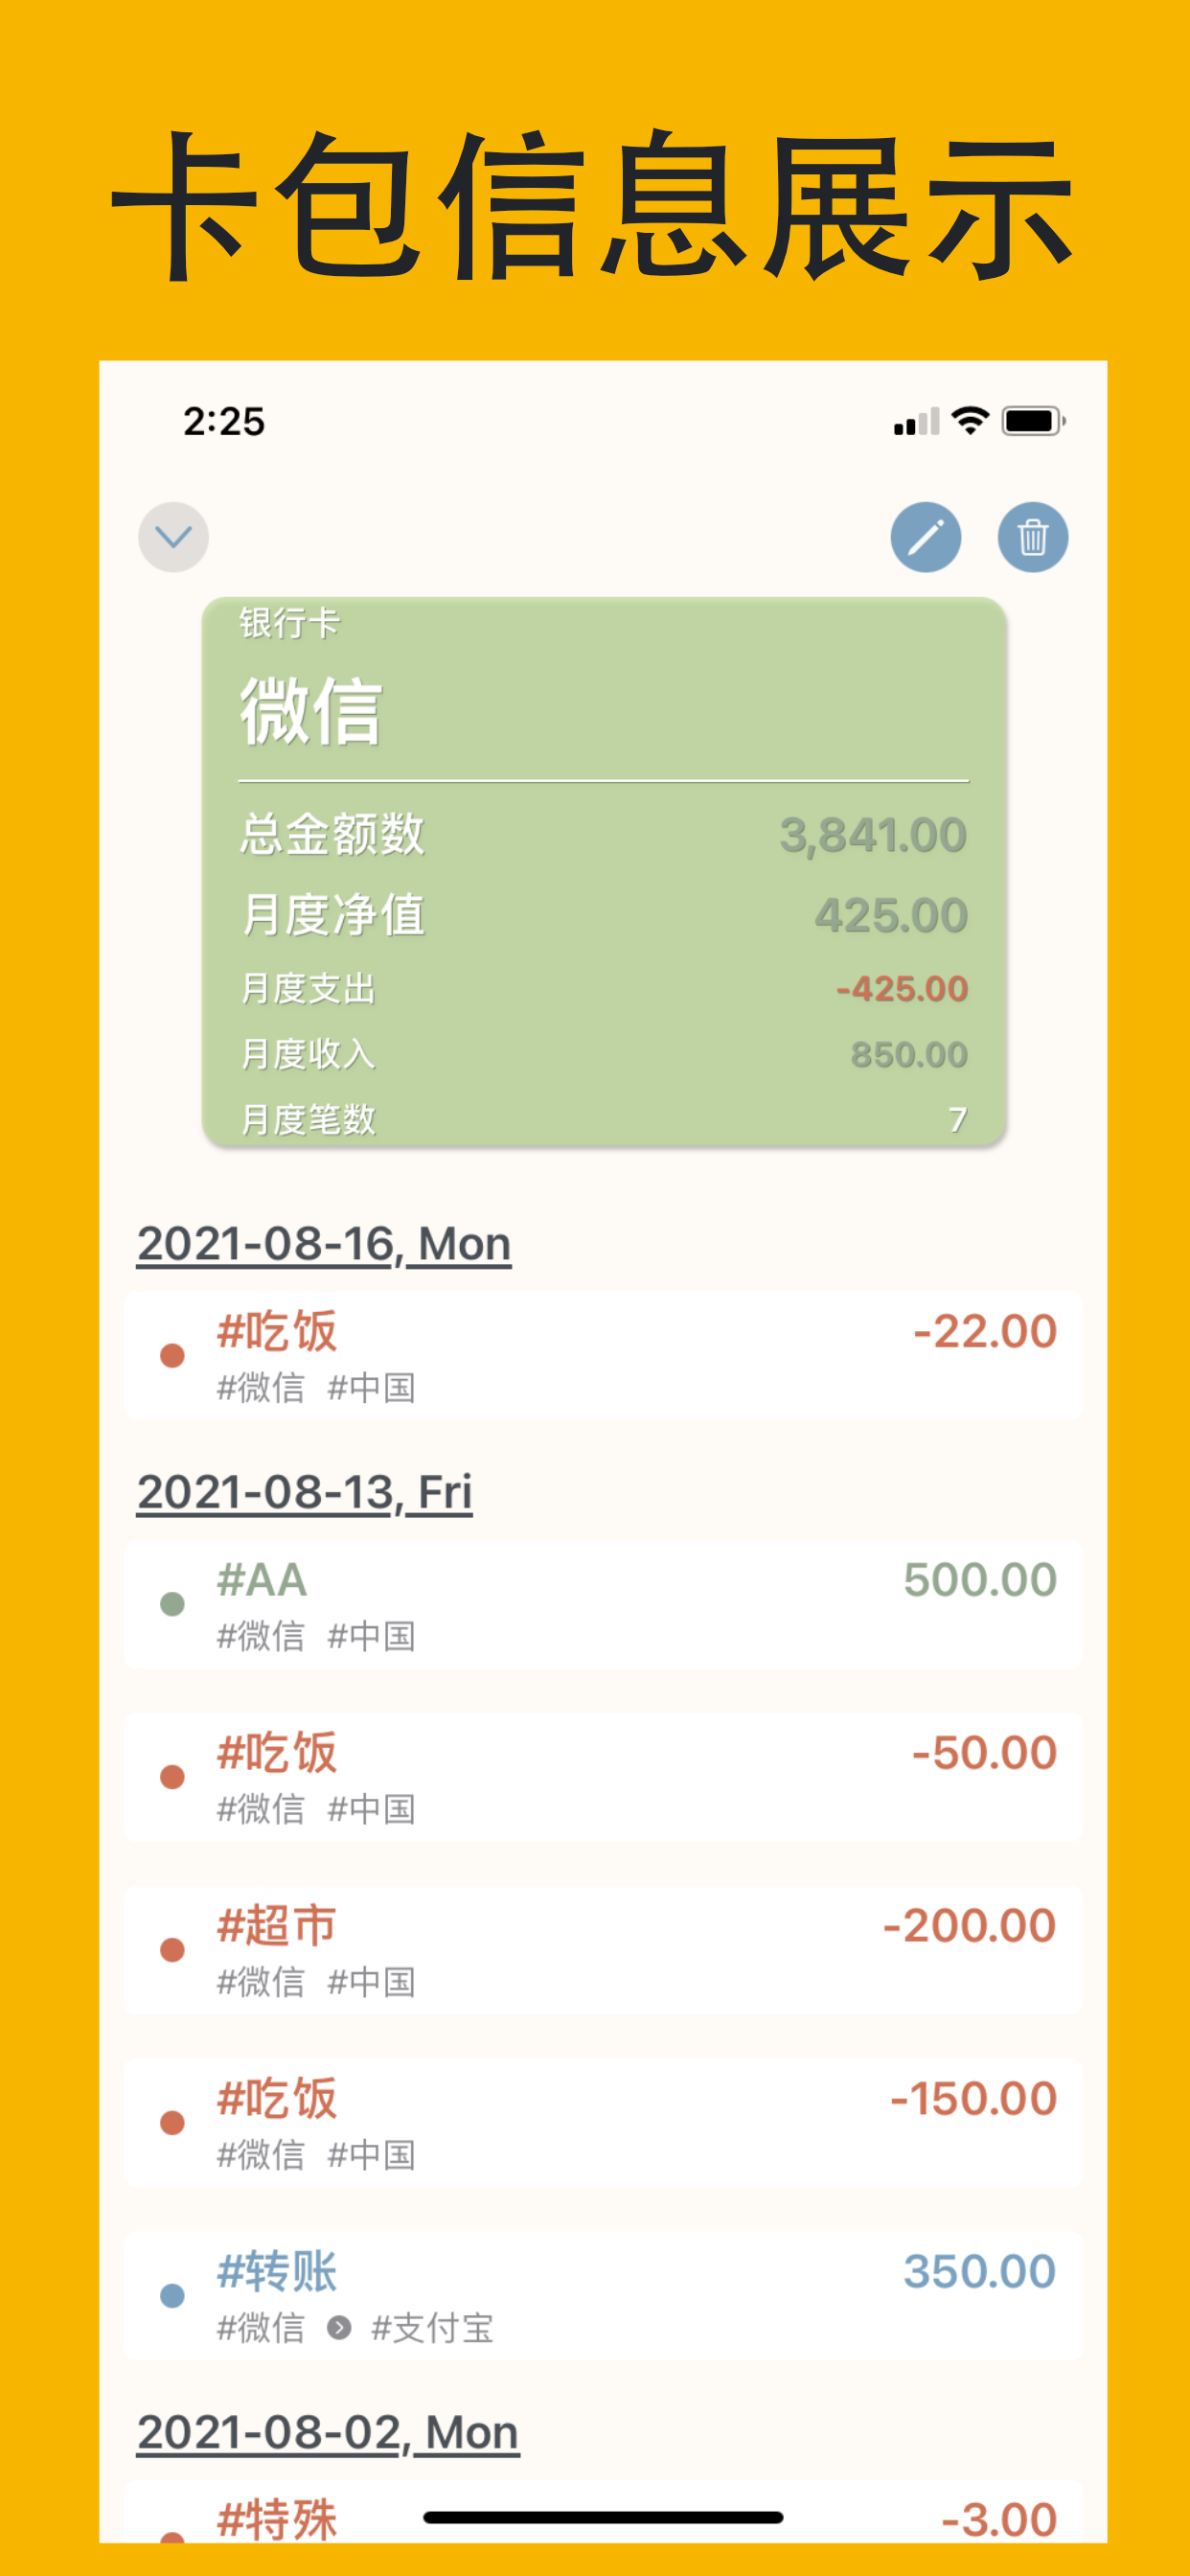 卡包信息展示
2:25
银行卡
微信
总金额数 3,841.00
月度净值 425.00
月度支出 -425.00
月度收入 850.00
月度笔数 7
2021-08-16, Mon
#吃饭 -22.00
#微信 #中国
2021-08-13, Fri
#AA 500.00
#微信 #中国
#吃饭 -50.00
#微信 #中国
#超市 -200.00
#微信 #中国
#吃饭 -150.00
#微信 #中国
#转账 350.00
#微信 #支付宝
2021-08-02, Mon
#特殊 -3.00